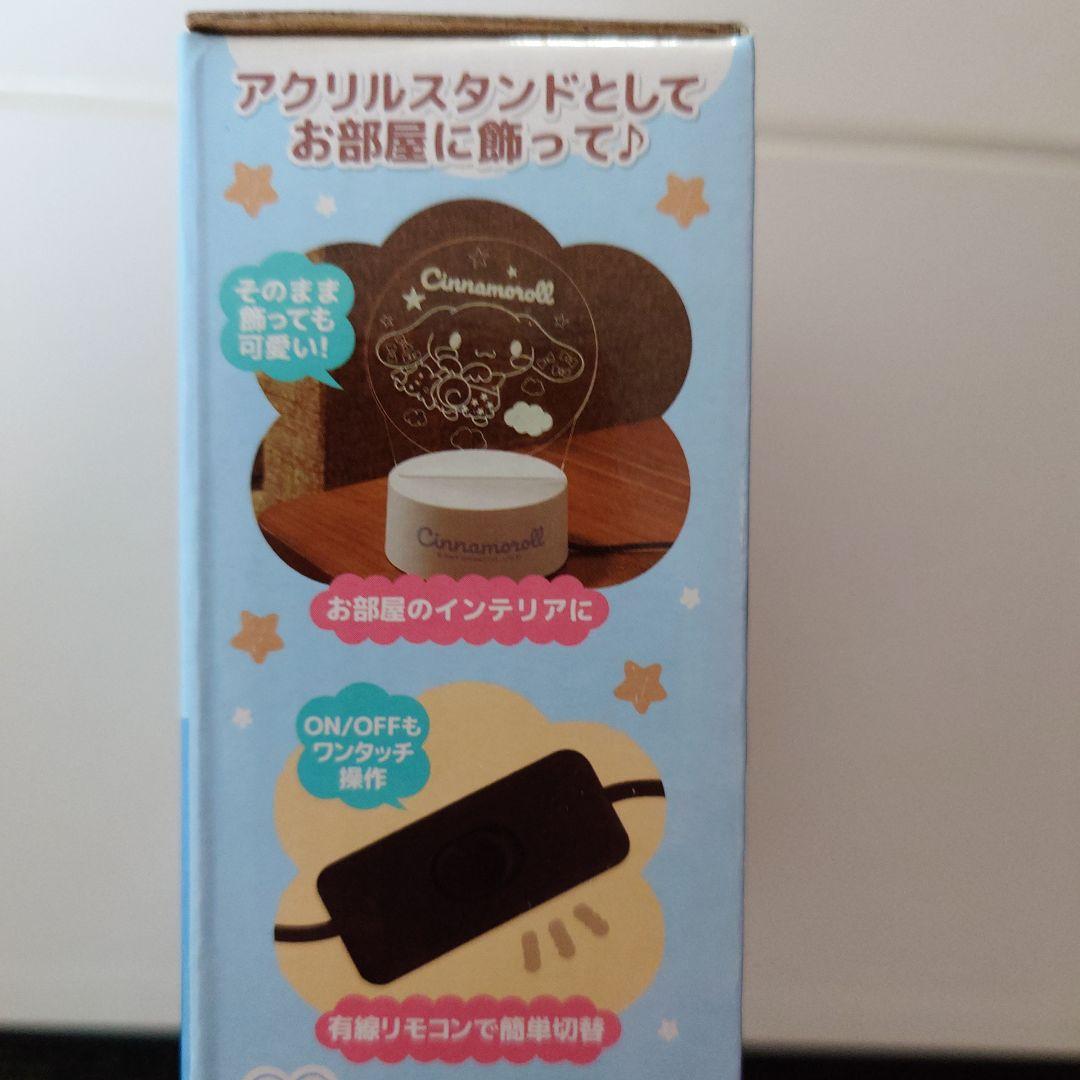 アクリルスタンドとして
お部屋に飾って♪
そのまま
飾っても
可愛い!
Cinnamoroll
Cinnamoroll
お部屋のインテリアに
ON/OFFも
ワンタッチ
操作
有線リモコンで簡単切替